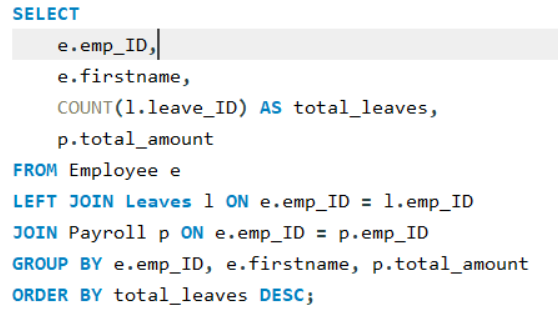 SELECT
    e.emp_ID,
    e.firstname,
    COUNT(l.leave_ID) AS total_leaves,
    p.total_amount
FROM Employee e
LEFT JOIN Leaves l ON e.emp_ID = l.emp_ID
JOIN Payroll p ON e.emp_ID = p.emp_ID
GROUP BY e.emp_ID, e.firstname, p.total_amount
ORDER BY total_leaves DESC;